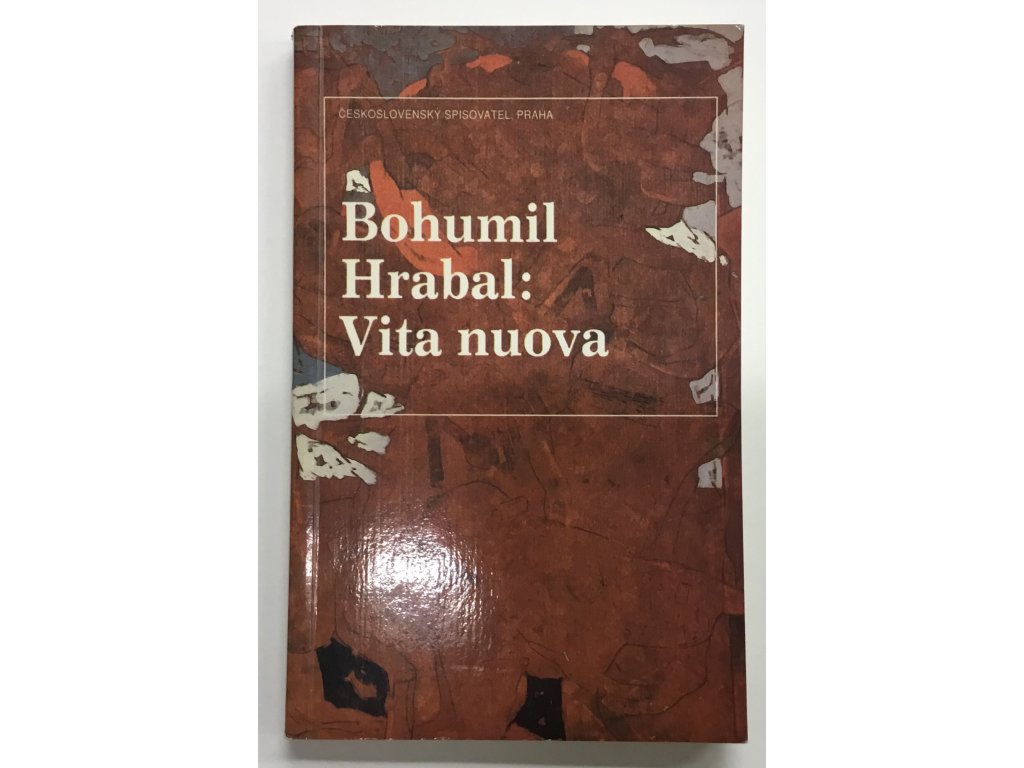 ČESKOSLOVENSKÝ SPISOVATEL, PRAHA
Bohumil
Hrabal:
Vita nuova